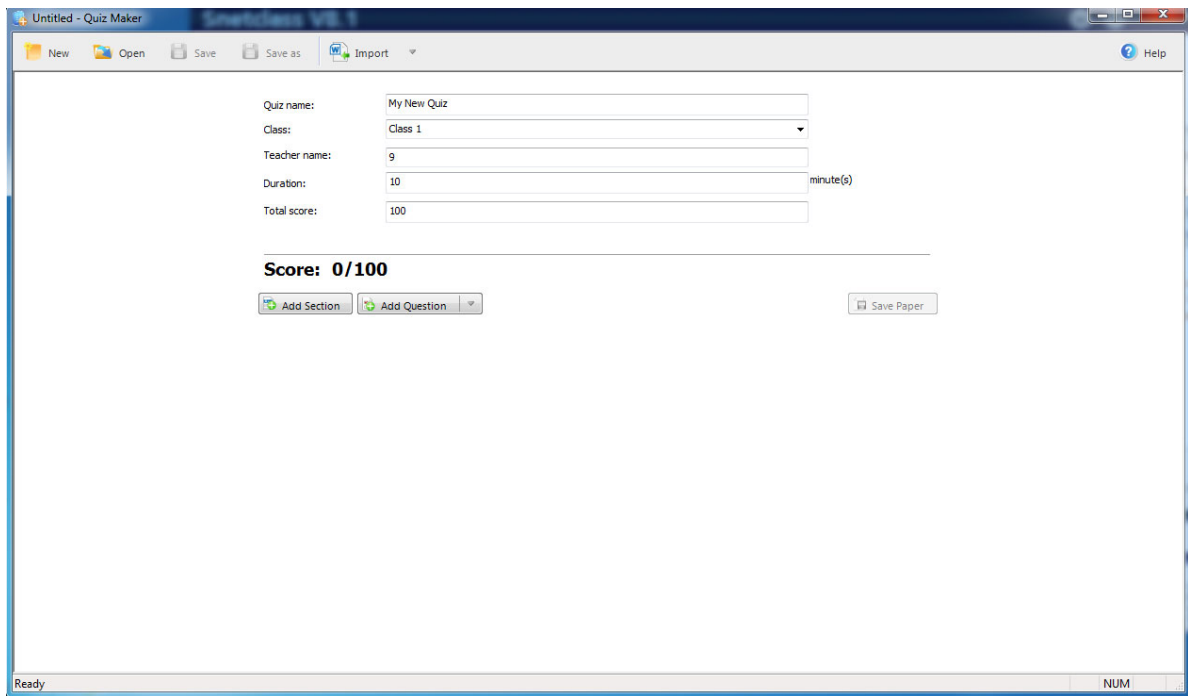 Untitled - Quiz Maker
Snetclass V8.1
New Open Save Save as Import Help
Quiz name: My New Quiz
Class: Class 1
Teacher name: 9
Duration: 10 minute(s)
Total score: 100
Score: 0/100
Add Section Add Question Save Paper
Ready NUM